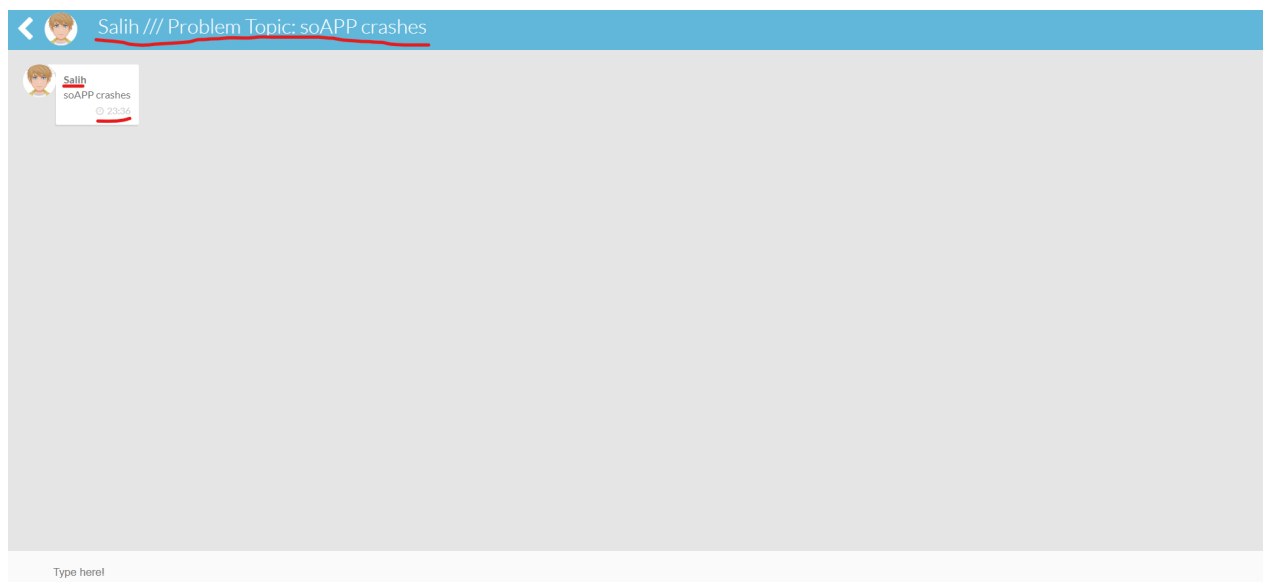 Salih /// Problem Topic: soAPP crashes
Salih
soAPP crashes
23:36
Type here!